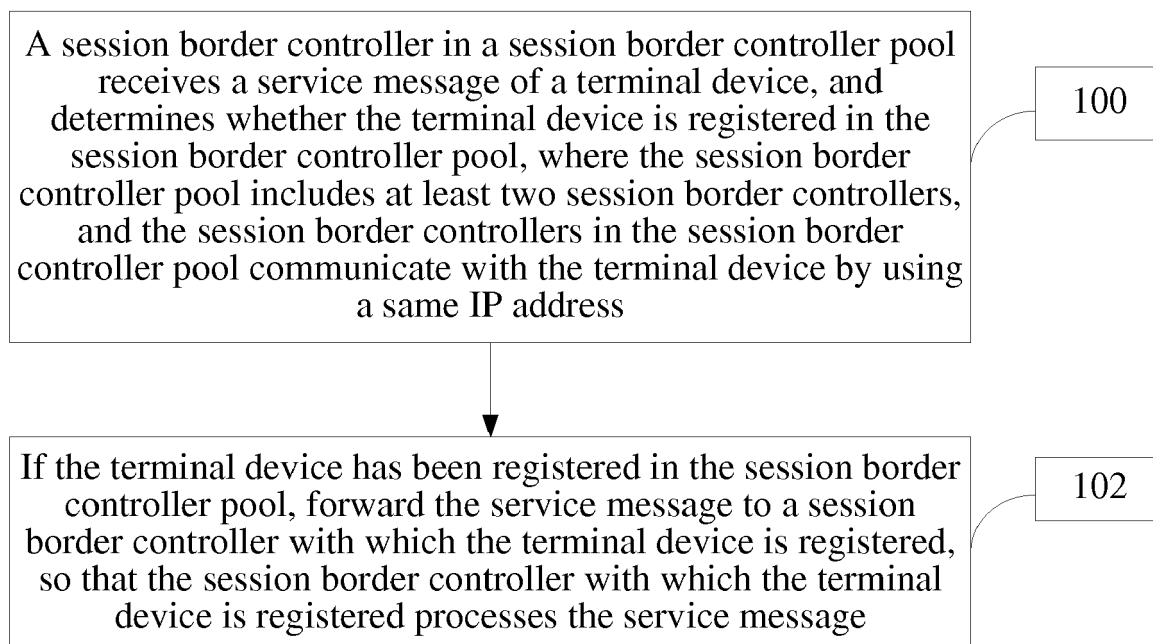 A session border controller in a session border controller pool
receives a service message of a terminal device, and
determines whether the terminal device is registered in the
session border controller pool, where the session border
controller pool includes at least two session border controllers,
and the session border controllers in the session border
controller pool communicate with the terminal device by using
a same IP address
100
If the terminal device has been registered in the session border
controller pool, forward the service message to a session
border controller with which the terminal device is registered,
so that the session border controller with which the terminal
device is registered processes the service message
102